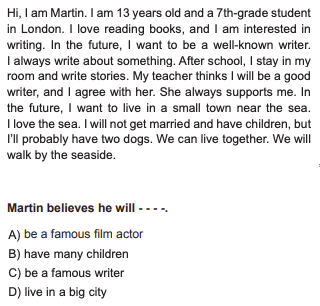 Hi, I am Martin. I am 13 years old and a 7th-grade student
in London. I love reading books, and I am interested in
writing. In the future, I want to be a well-known writer.
I always write about something. After school, I stay in my
room and write stories. My teacher thinks I will be a good
writer, and I agree with her. She always supports me. In
the future, I want to live in a small town near the sea.
I love the sea. I will not get married and have children, but
I'll probably have two dogs. We can live together. We will
walk by the seaside.
Martin believes he will - - - -.
A) be a famous film actor
B) have many children
C) be a famous writer
D) live in a big city